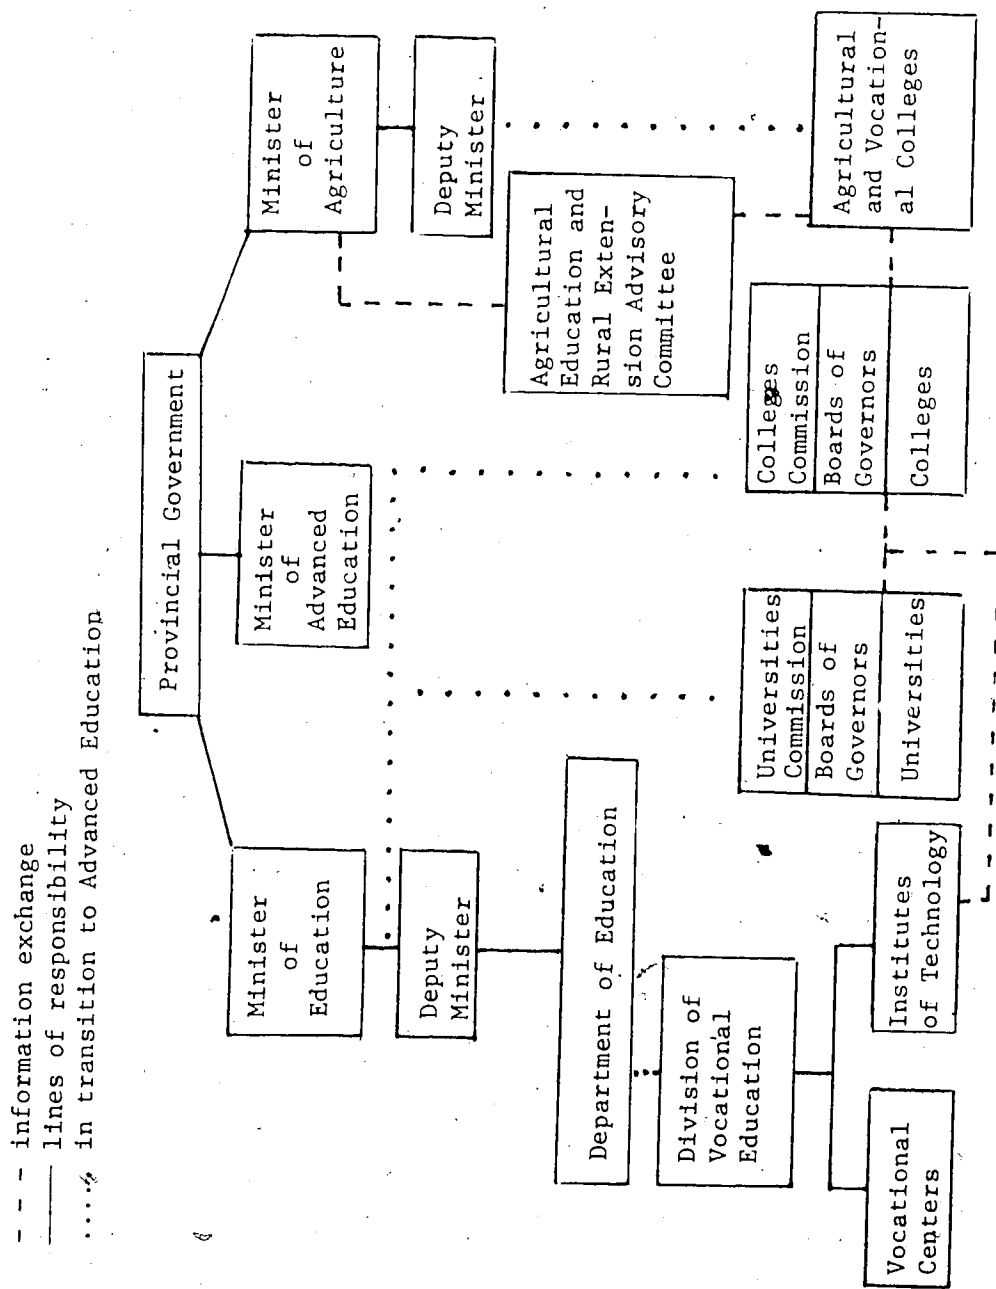 - - - information exchange
lines of responsibility
..... in transition to Advanced Education
Provincial Government
Minister
of
Education
Minister
of
Advanced
Education
Minister
of
Agriculture
Deputy
Minister
Deputy
Minister
Department of Education
Agricultural
Education and
Rural Exten-
sion Advisory
Committee
Division of
Vocational
Education
Universities
Commission
Boards of
Governors
Universities
Colleges
Commission
Boards of
Governors
Colleges
Agricultural
and Vocation-
al Colleges
Vocational
Centers
Institutes
of Technology